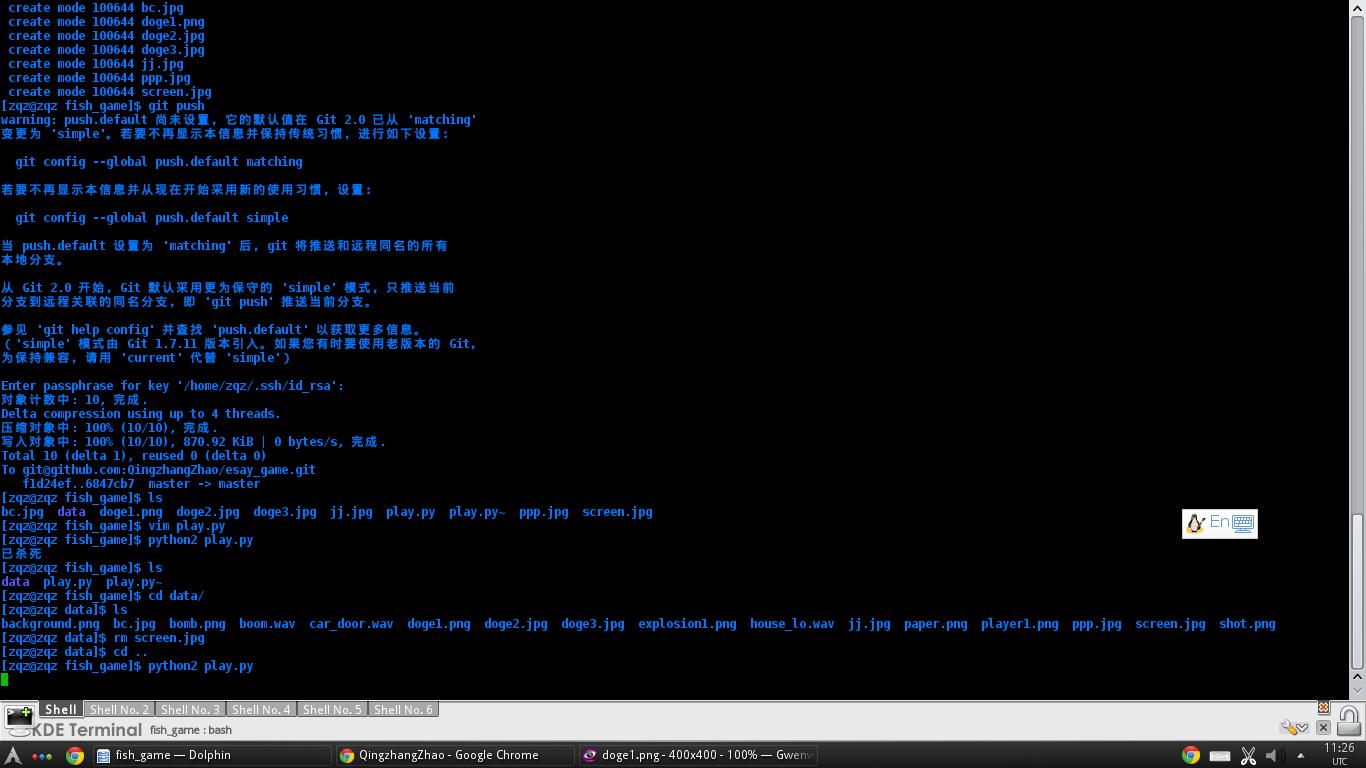 create mode 100644 bc.jpg
create mode 100644 doge1.png
create mode 100644 doge2.jpg
create mode 100644 doge3.jpg
create mode 100644 jj.jpg
create mode 100644 ppp.jpg
create mode 100644 screen.jpg
[zqz@zqz fish_game]$ git push
warning: push.default 尚未设置，它的默认值在 Git 2.0 已从 'matching'
变更为 'simple'。若要不再显示本信息并保持传统习惯，进行如下设置：
git config --global push.default matching
若要不再显示本信息并从现在开始采用新的使用习惯，设置：
git config --global push.default simple
当 push.default 设置为 'matching' 后，git 将推送和远程同名的所有
本地分支。
从 Git 2.0 开始，Git 默认采用更为保守的 'simple' 模式，只推送当前
分支到远程关联的同名分支，即 'git push' 推送当前分支。
参见 'git help config' 并查找 'push.default' 以获取更多信息。
（'simple' 模式由 Git 1.7.11 版本引入。如果您有时要使用老版本的 Git，
为保持兼容，请用 'current' 代替 'simple'）
Enter passphrase for key '/home/zqz/.ssh/id_rsa':
对象计数中: 10, 完成.
Delta compression using up to 4 threads.
压缩对象中: 100% (10/10), 完成.
写入对象中: 100% (10/10), 870.92 KiB | 0 bytes/s, 完成.
Total 10 (delta 1), reused 0 (delta 0)
To git@github.com:QingzhangZhao/esay_game.git
f1d24ef..6847cb7  master -> master
[zqz@zqz fish_game]$ ls
bc.jpg  data  doge1.png  doge2.jpg  doge3.jpg  jj.jpg  play.py  play.py~  ppp.jpg  screen.jpg
[zqz@zqz fish_game]$ vim play.py
[zqz@zqz fish_game]$ python2 play.py
已杀死
[zqz@zqz fish_game]$ ls
data  play.py  play.py~
[zqz@zqz fish_game]$ cd data/
[zqz@zqz data]$ ls
background.png  bc.jpg  bomb.png  boom.wav  car_door.wav  doge1.png  doge2.jpg  doge3.jpg  explosion1.png  house_lo.wav  jj.jpg  paper.png  player1.png  ppp.jpg  screen.jpg  shot.png
[zqz@zqz data]$ rm screen.jpg
[zqz@zqz data]$ cd ..
[zqz@zqz fish_game]$ python2 play.py
En
Shell  Shell No. 2  Shell No. 3  Shell No. 4  Shell No. 5  Shell No. 6
KDE Terminal  fish_game : bash
fish_game — Dolphin  QingzhangZhao - Google Chrome  doge1.png - 400x400 - 100% — Gwenv
11:26
UTC